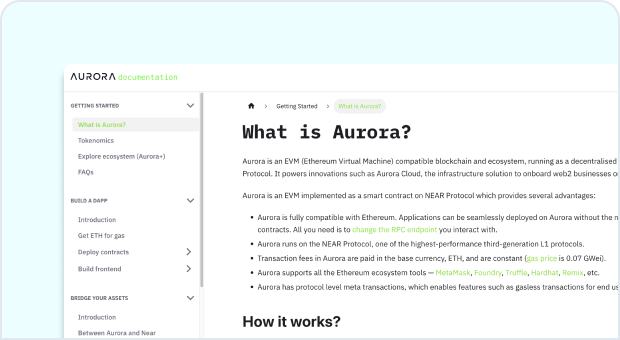 AURORA documentation
GETTING STARTED
What is Aurora?
Tokenomics
Explore ecosystem (Aurora+)
FAQs
BUILD A DAPP
Introduction
Get ETH for gas
Deploy contracts
Build frontend
BRIDGE YOUR ASSETS
Introduction
Between Aurora and Near
Getting Started
What is Aurora?
What is Aurora?
Aurora is an EVM (Ethereum Virtual Machine) compatible blockchain and ecosystem, running as a decentralised
Protocol. It powers innovations such as Aurora Cloud, the infrastructure solution to onboard web2 businesses
Aurora is an EVM implemented as a smart contract on NEAR Protocol which provides several advantages:
Aurora is fully compatible with Ethereum. Applications can be seamlessly deployed on Aurora without the
contracts. All you need is to change the RPC endpoint you interact with.
Aurora runs on the NEAR Protocol, one of the highest-performance third-generation L1 protocols.
Transaction fees in Aurora are paid in the base currency, ETH, and are constant (gas price is 0.07 GWei).
Aurora supports all the Ethereum ecosystem tools — MetaMask, Foundry, Truffle, Hardhat, Remix, etc.
Aurora has protocol level meta transactions, which enables features such as gasless transactions for end
How it works?